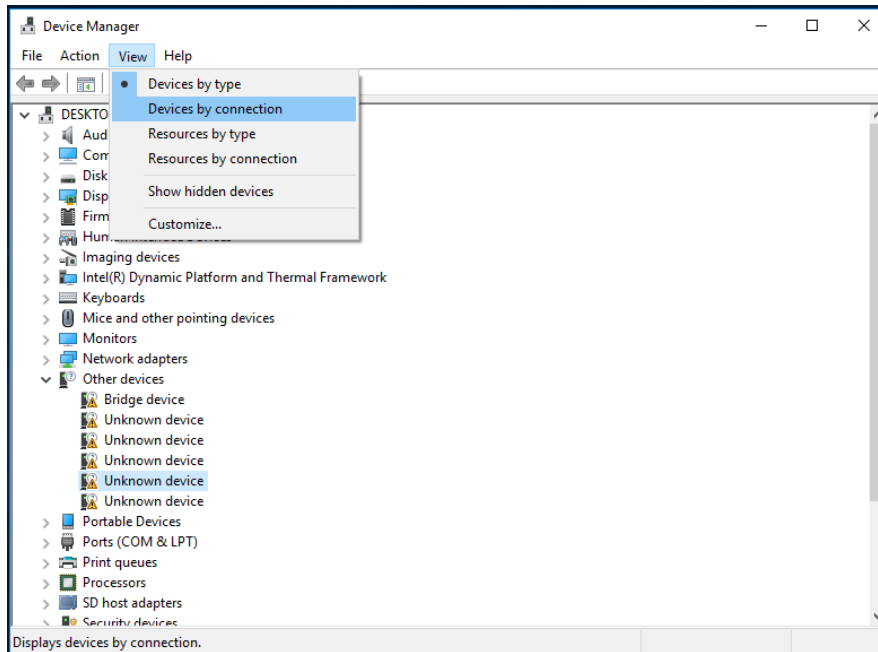 Device Manager
File Action View Help
Devices by type
Devices by connection
Resources by type
Resources by connection
Show hidden devices
Customize...
DESKTO
Aud
Com
Disk
Disp
Firm
Imaging devices
Intel(R) Dynamic Platform and Thermal Framework
Keyboards
Mice and other pointing devices
Monitors
Network adapters
Other devices
Bridge device
Unknown device
Unknown device
Unknown device
Unknown device
Unknown device
Portable Devices
Ports (COM & LPT)
Print queues
Processors
SD host adapters
Security devices
Displays devices by connection.